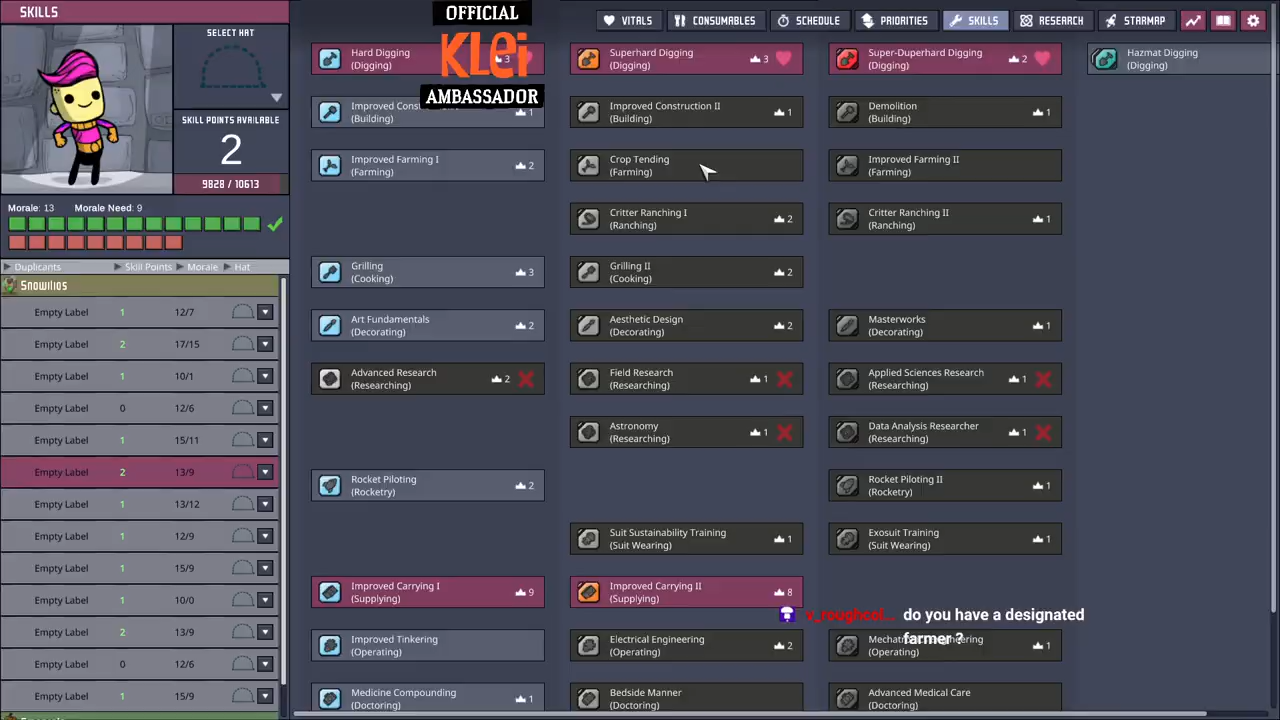 SKILLS
OFFICIAL
Klei
AMBASSADOR
VITALS
CONSUMABLES
SCHEDULE
PRIORITIES
SKILLS
RESEARCH
STARMAP
SELECT HAT
SKILL POINTS AVAILABLE
2
9828 / 10613
Morale: 13 Morale Need: 9
Duplicants Skill Points Morale Hat
Snowilios
Empty Label 1 12/7
Empty Label 2 17/15
Empty Label 1 10/1
Empty Label 0 12/6
Empty Label 1 15/11
Empty Label 2 13/9
Empty Label 1 13/12
Empty Label 1 12/9
Empty Label 1 15/9
Empty Label 1 10/0
Empty Label 2 13/9
Empty Label 0 12/6
Empty Label 1 15/9
Hard Digging
(Digging)
3
Superhard Digging
(Digging)
3
Super-Duperhard Digging
(Digging)
2
Hazmat Digging
(Digging)
(Building)
1
Improved Construction II
(Building)
1
Demolition
(Building)
1
Improved Farming I
(Farming)
2
Crop Tending
(Farming)
Improved Farming II
(Farming)
Critter Ranching I
(Ranching)
2
Critter Ranching II
(Ranching)
1
Grilling
(Cooking)
3
Grilling II
(Cooking)
2
Art Fundamentals
(Decorating)
2
Aesthetic Design
(Decorating)
2
Masterworks
(Decorating)
1
Advanced Research
(Researching)
2
Field Research
(Researching)
1
Applied Sciences Research
(Researching)
1
Astronomy
(Researching)
1
Data Analysis Researcher
(Researching)
1
Rocket Piloting
(Rocketry)
2
Rocket Piloting II
(Rocketry)
1
Suit Sustainability Training
(Suit Wearing)
1
Exosuit Training
(Suit Wearing)
1
Improved Carrying I
(Supplying)
9
Improved Carrying II
(Supplying)
8
do you have a designated
farmer ?
Improved Tinkering
(Operating)
Electrical Engineering
(Operating)
2
(Operating)
1
Medicine Compounding
(Doctoring)
1
Bedside Manner
(Doctoring)
Advanced Medical Care
(Doctoring)